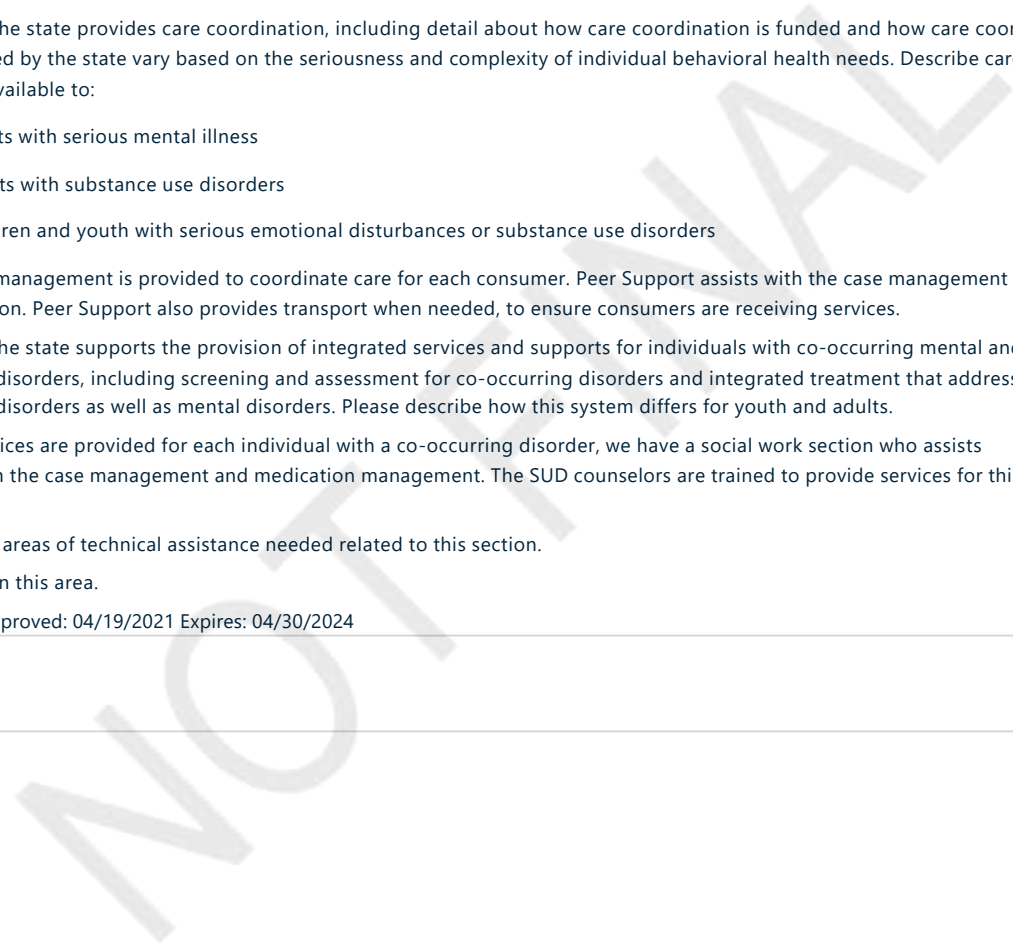 he state provides care coordination, including detail about how care coordination is funded and how care coor
ed by the state vary based on the seriousness and complexity of individual behavioral health needs. Describe car
vailable to:
ts with serious mental illness
ts with substance use disorders
ren and youth with serious emotional disturbances or substance use disorders
management is provided to coordinate care for each consumer. Peer Support assists with the case management
on. Peer Support also provides transport when needed, to ensure consumers are receiving services.
he state supports the provision of integrated services and supports for individuals with co-occurring mental and
disorders, including screening and assessment for co-occurring disorders and integrated treatment that address
disorders as well as mental disorders. Please describe how this system differs for youth and adults.
ices are provided for each individual with a co-occurring disorder, we have a social work section who assists
n the case management and medication management. The SUD counselors are trained to provide services for thi
areas of technical assistance needed related to this section.
n this area.
proved: 04/19/2021 Expires: 04/30/2024
NOT FINAL